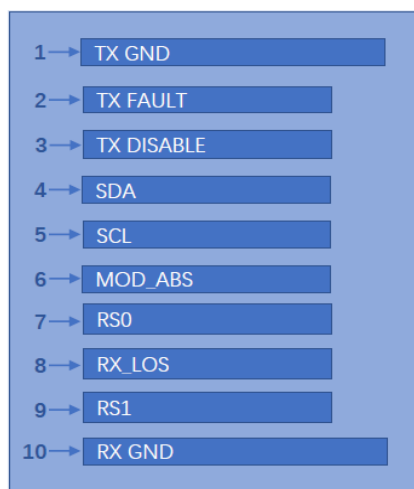 1 TX GND
2 TX FAULT
3 TX DISABLE
4 SDA
5 SCL
6 MOD_ABS
7 RS0
8 RX_LOS
9 RS1
10 RX GND